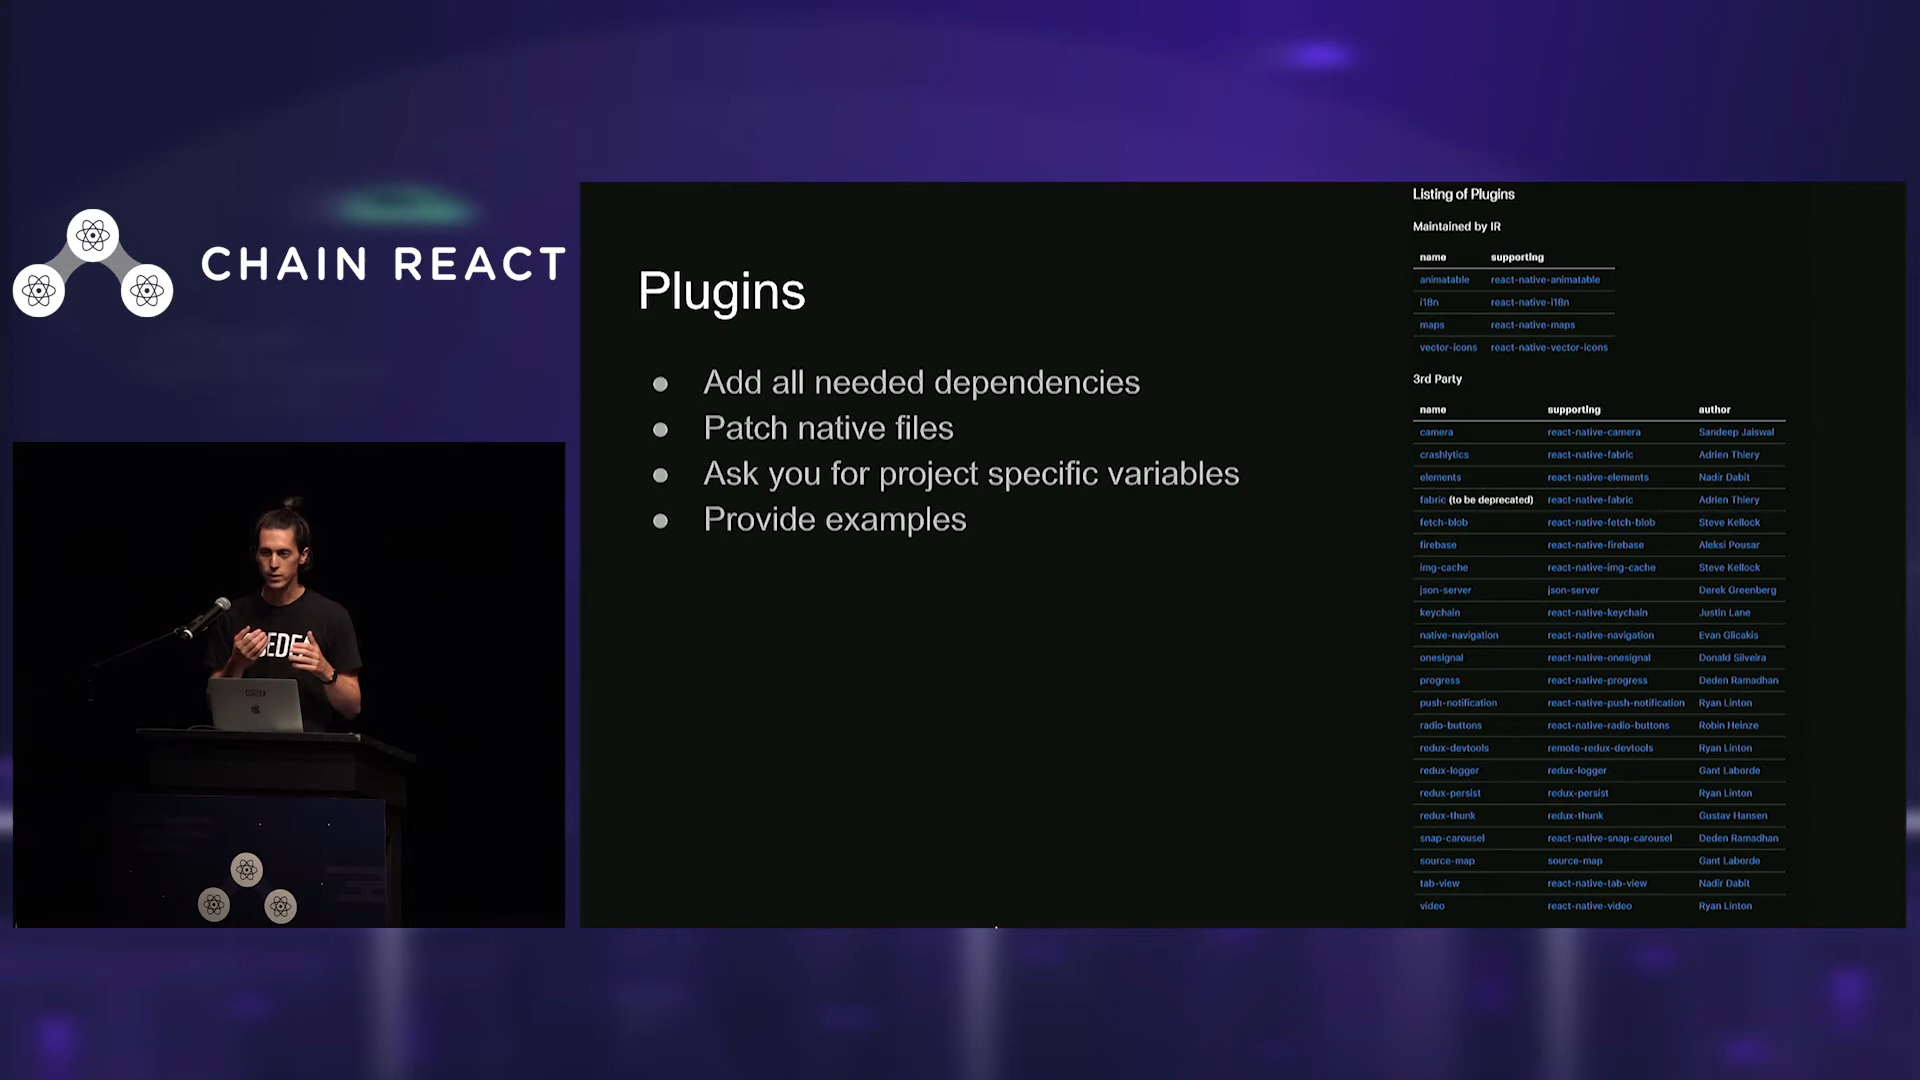 CHAIN REACT
Plugins
● Add all needed dependencies
● Patch native files
● Ask you for project specific variables
● Provide examples
Listing of Plugins
Maintained by IR
name supporting
animatable react-native-animatable
i18n react-native-i18n
maps react-native-maps
vector-icons react-native-vector-icons
3rd Party
name supporting author
camera react-native-camera Sandeep Jaiswal
crashlytics react-native-fabric Adrien Thiery
elements react-native-elements Nadir Dabit
fabric (to be deprecated) react-native-fabric Adrien Thiery
fetch-blob react-native-fetch-blob Steve Kellock
firebase react-native-firebase Aleksi Pousar
img-cache react-native-img-cache Steve Kellock
json-server json-server Derek Greenberg
keychain react-native-keychain Justin Lane
native-navigation react-native-navigation Evan Glicakis
onesignal react-native-onesignal Donald Silveira
progress react-native-progress Deden Ramadhan
push-notification react-native-push-notification Ryan Linton
radio-buttons react-native-radio-buttons Robin Heinze
redux-devtools remote-redux-devtools Ryan Linton
redux-logger redux-logger Gant Laborde
redux-persist redux-persist Ryan Linton
redux-thunk redux-thunk Gustav Hansen
snap-carousel react-native-snap-carousel Deden Ramadhan
source-map source-map Gant Laborde
tab-view react-native-tab-view Nadir Dabit
video react-native-video Ryan Linton